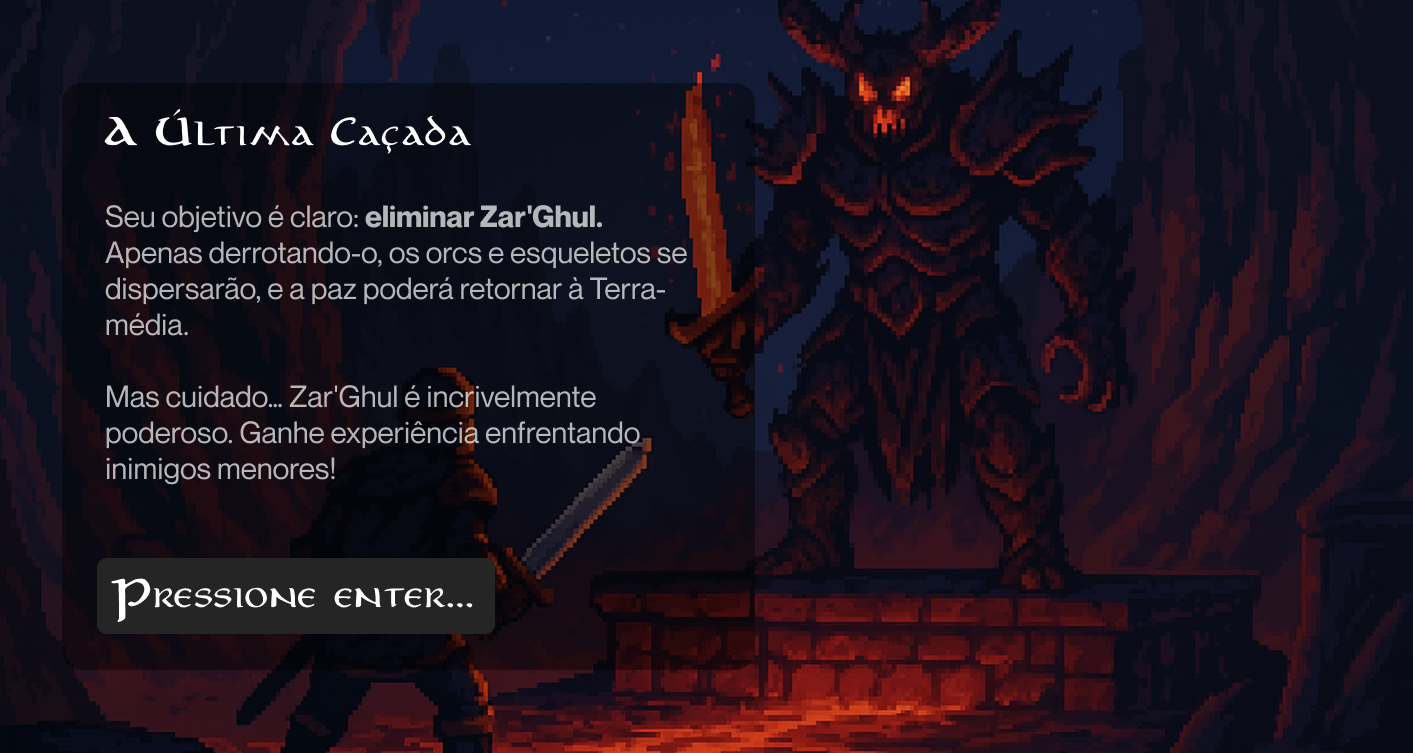 A Última Caçada
Seu objetivo é claro: eliminar Zar'Ghul.
Apenas derrotando-o, os orcs e esqueletos se
dispersarão, e a paz poderá retornar à Terra-
média.
Mas cuidado... Zar'Ghul é incrivelmente
poderoso. Ganhe experiência enfrentando
inimigos menores!
Pressione enter...